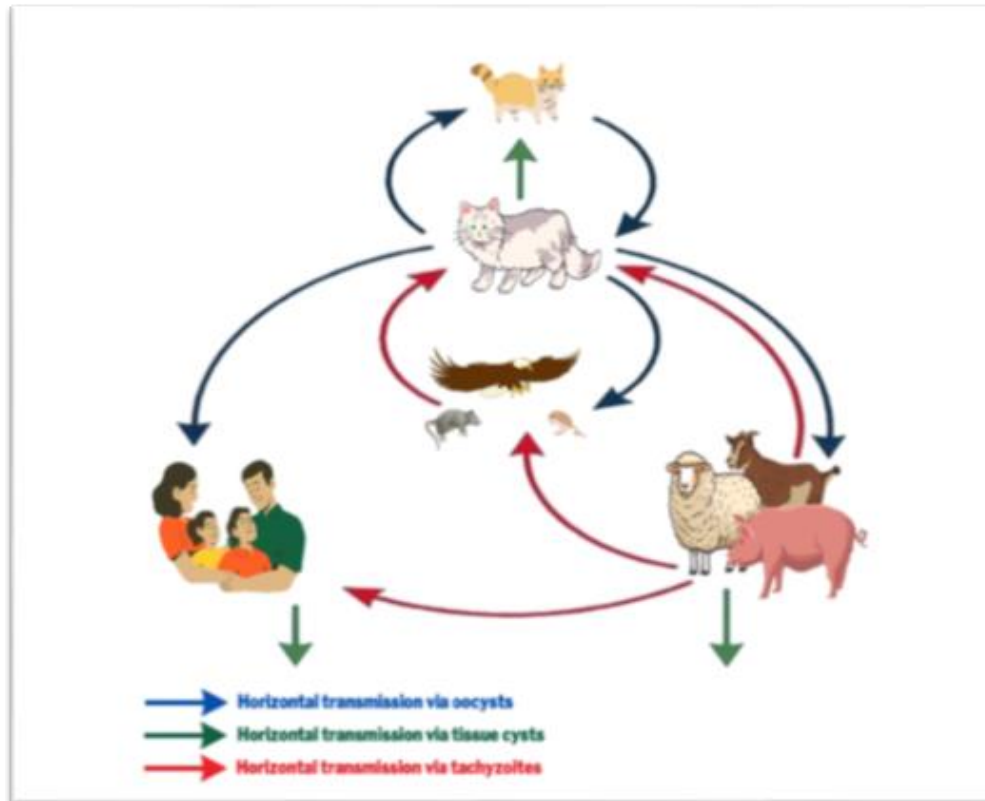 Horizontal transmission via oocysts
Horizontal transmission via tissue cysts
Horizontal transmission via tachyzoites